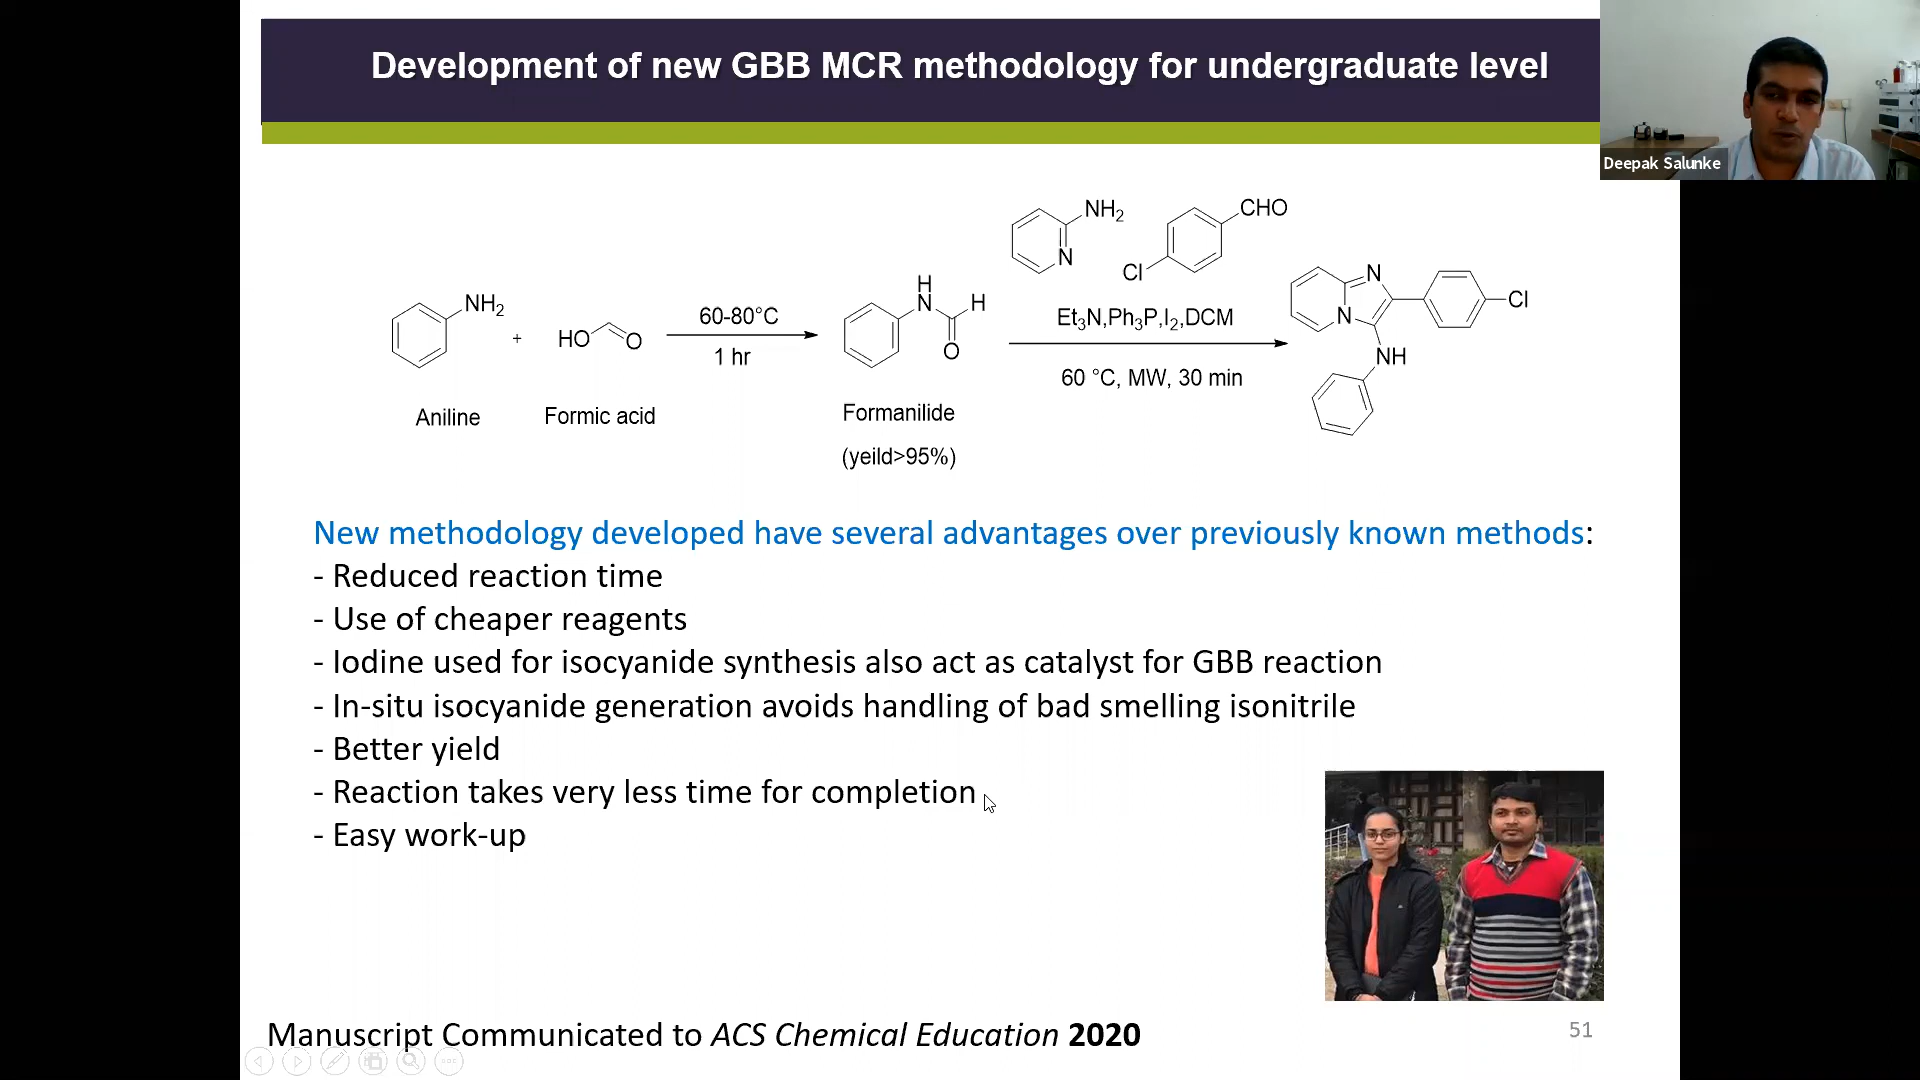 Development of new GBB MCR methodology for undergraduate level
Deepak Salunke
NH2
N
CHO
Cl
NH2
+
HO
O
60-80°C
1 hr
H
N
H
O
Et3N,Ph3P,I2,DCM
60 °C, MW, 30 min
N
N
Cl
NH
Aniline
Formic acid
Formanilide
(yeild>95%)
New methodology developed have several advantages over previously known methods:
- Reduced reaction time
- Use of cheaper reagents
- Iodine used for isocyanide synthesis also act as catalyst for GBB reaction
- In-situ isocyanide generation avoids handling of bad smelling isonitrile
- Better yield
- Reaction takes very less time for completion
- Easy work-up
Manuscript Communicated to ACS Chemical Education 2020
51